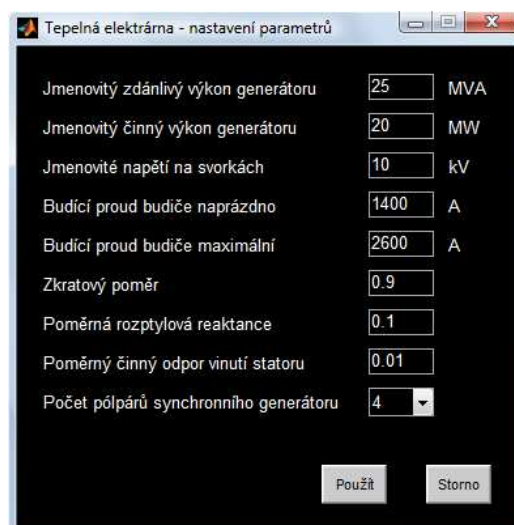 Tepelná elektrárna - nastavení parametrů
Jmenovitý zdánlivý výkon generátoru 25 MVA
Jmenovitý činný výkon generátoru 20 MW
Jmenovité napětí na svorkách 10 kV
Budící proud budiče naprázdno 1400 A
Budící proud budiče maximální 2600 A
Zkratový poměr 0.9
Poměrná rozptylová reaktance 0.1
Poměrný činný odpor vinutí statoru 0.01
Počet pólpárů synchronního generátoru 4
Použít Storno